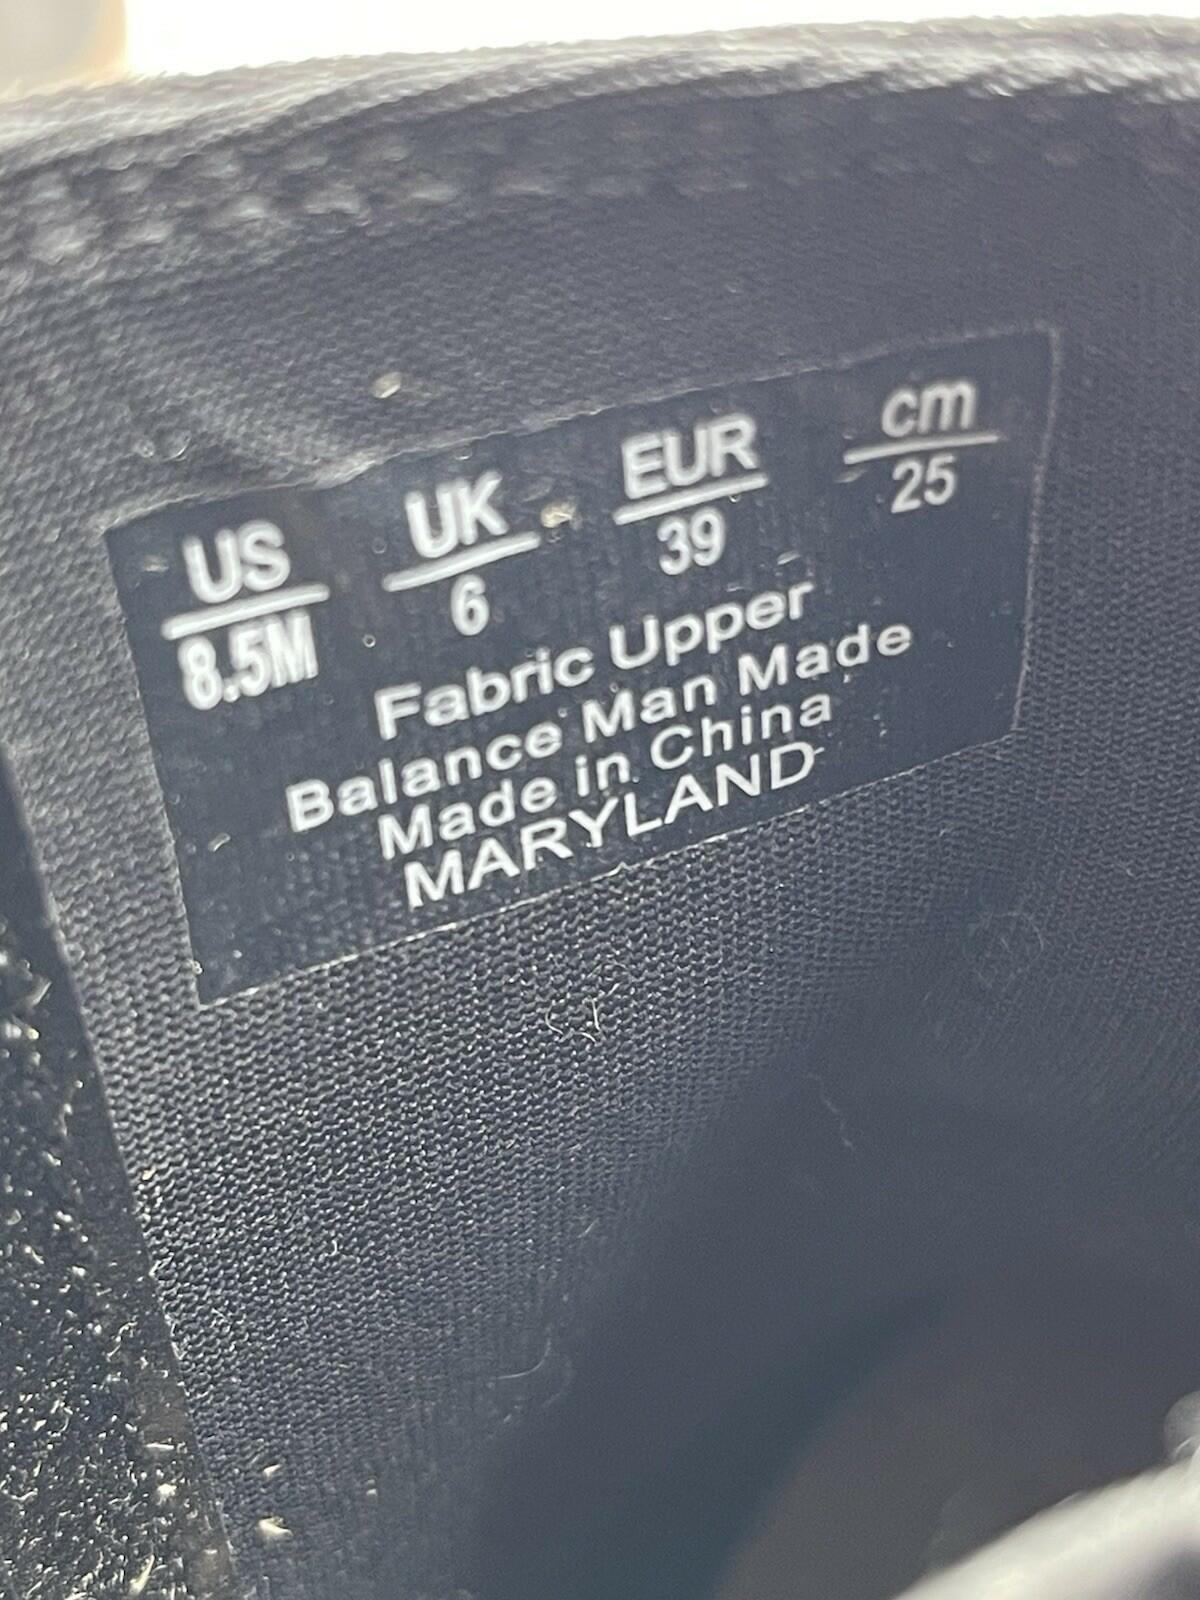 US UK EUR cm
8.5M 6 39 25
Fabric Upper
Balance Man Made
Made in China
MARYLAND